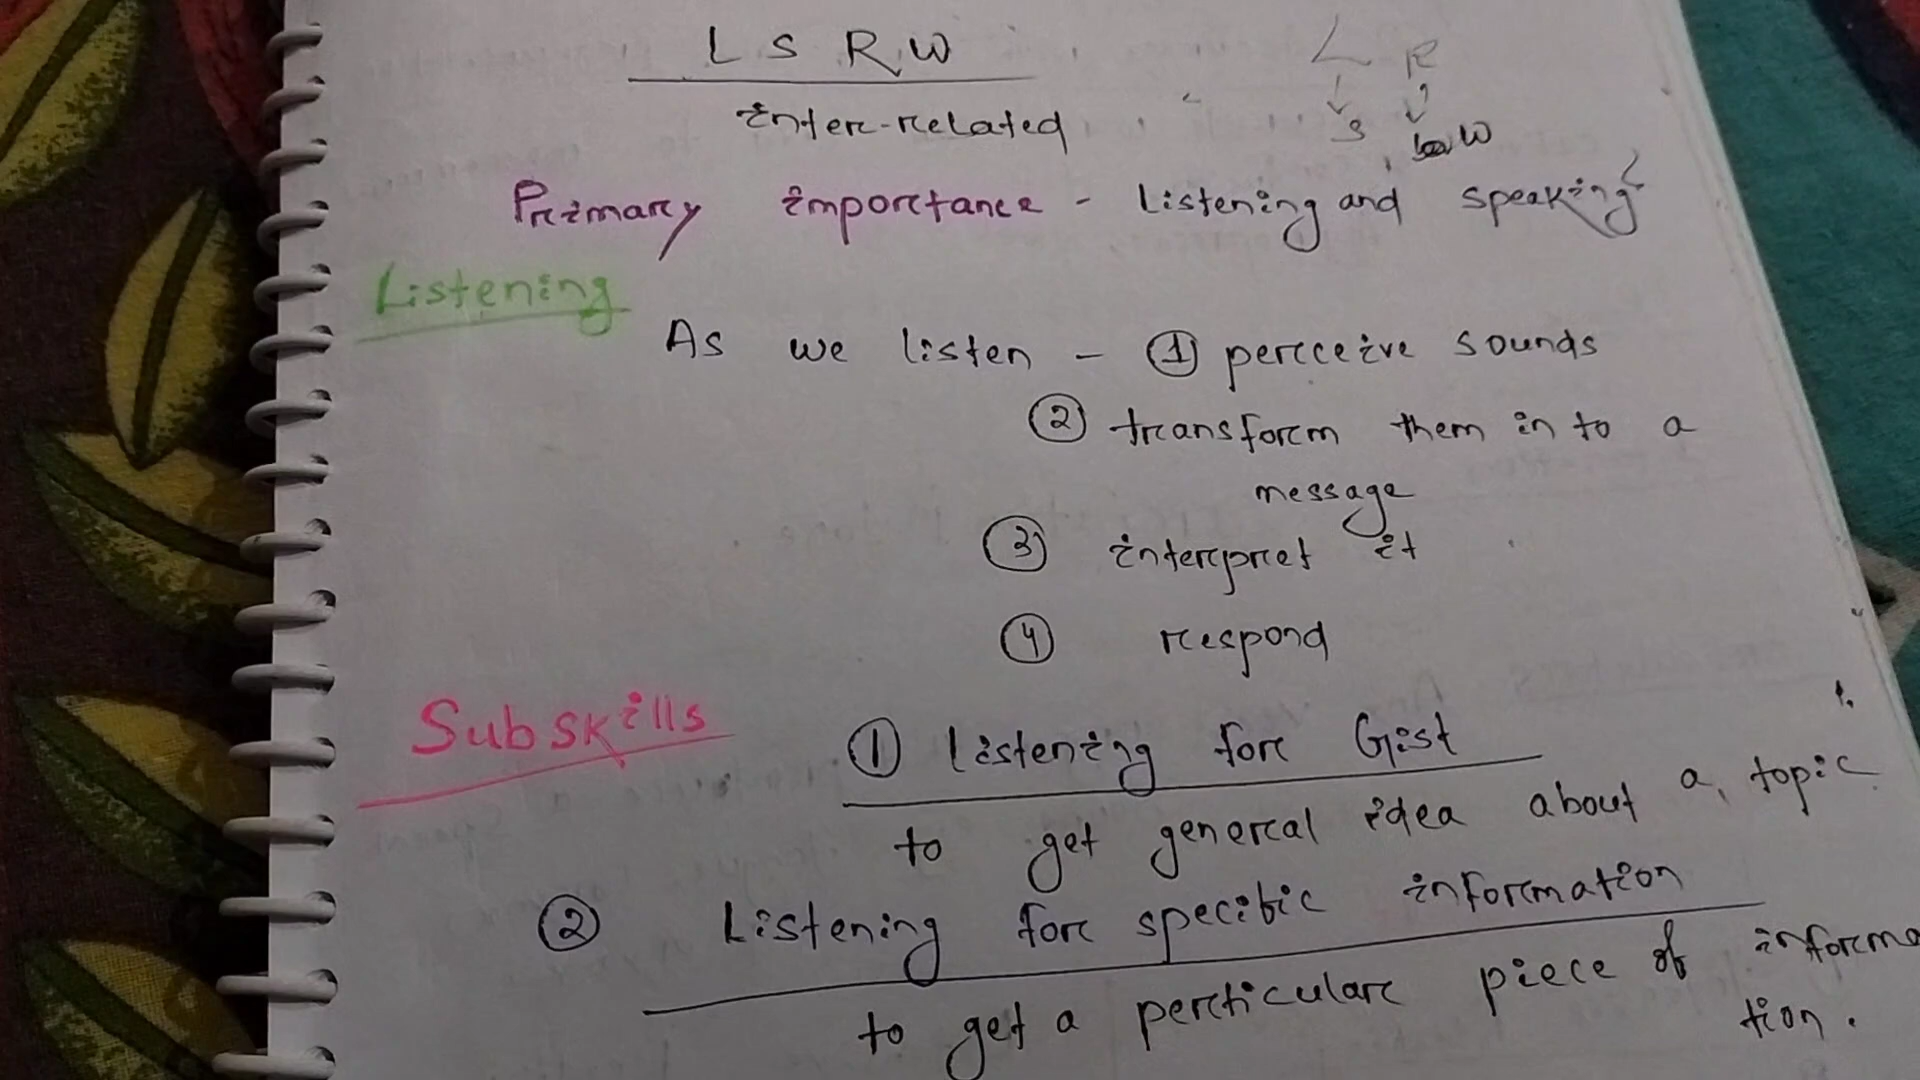 L S R W
L R
inter-related
s w
Primary importance - Listening and speaking
Listening
As we listen - ① perceive sounds
② transform them in to a
message
③ interpret it
④ respond
Subskills
① Listening for Gist
to get general idea about a topic
② Listening for specific information
to get a perticular piece of informa
tion.